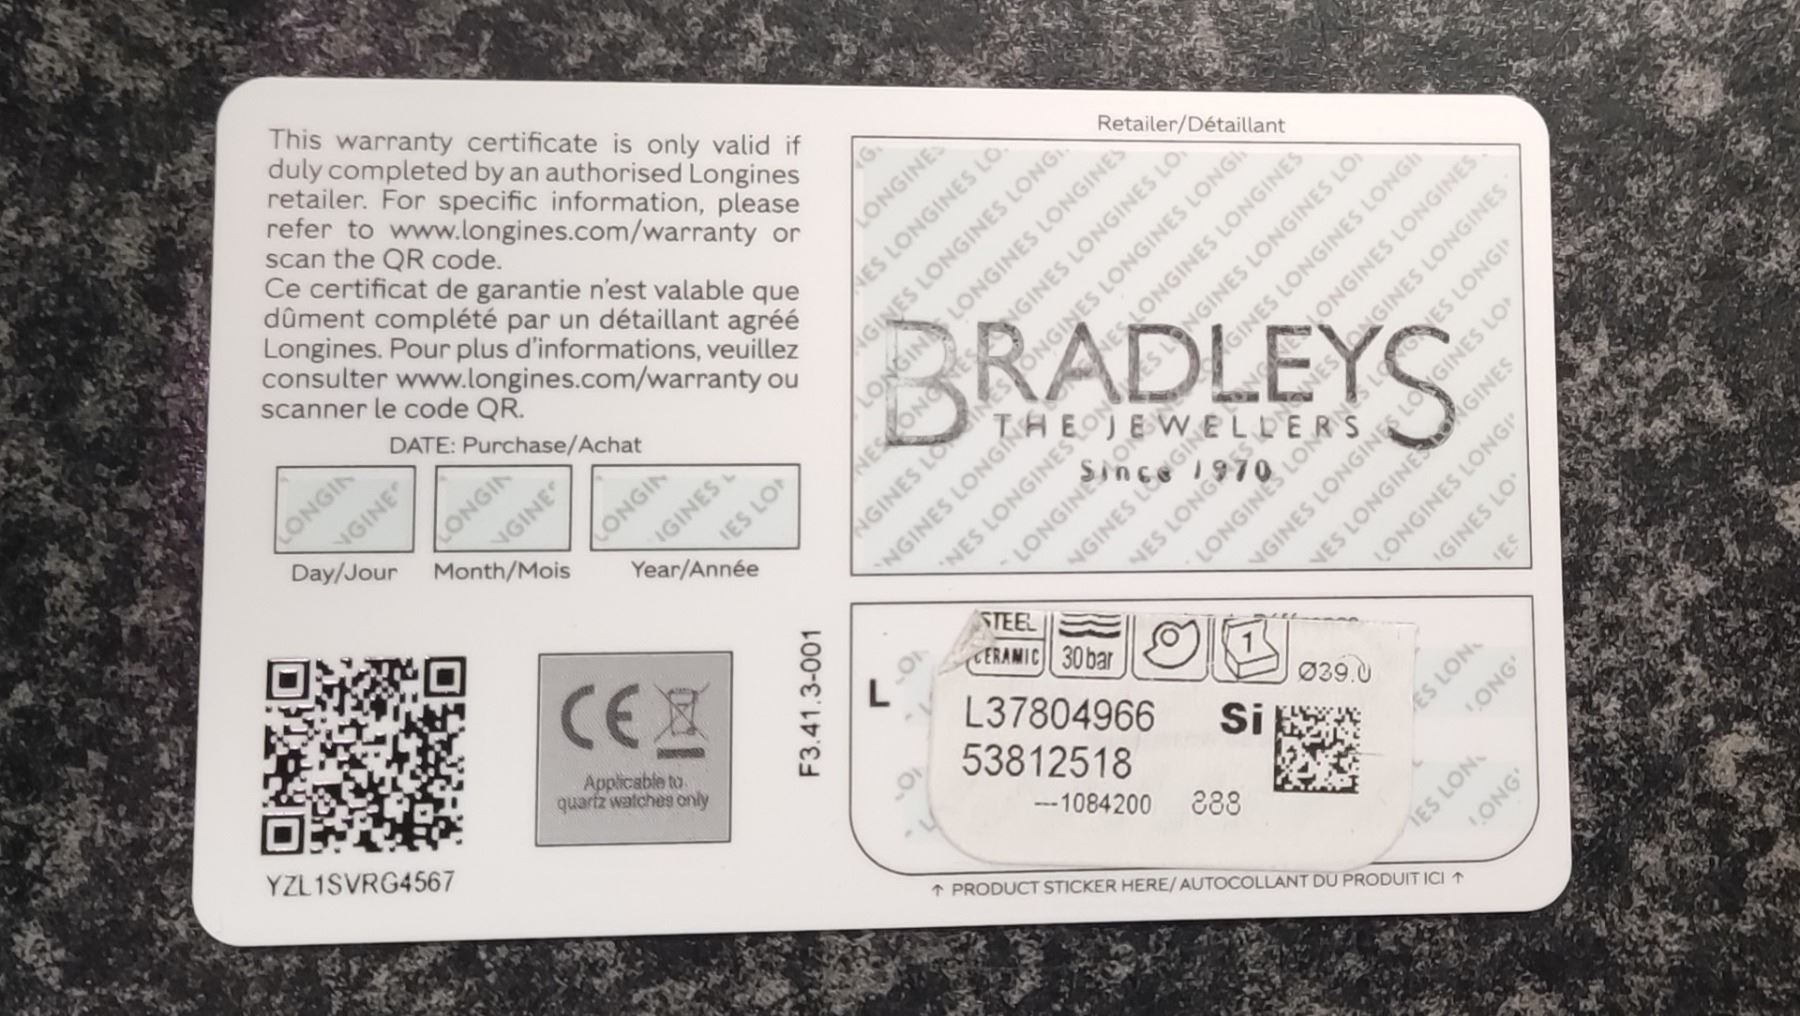 This warranty certificate is only valid if
duly completed by an authorised Longines
retailer. For specific information, please
refer to www.longines.com/warranty or
scan the QR code.
Ce certificat de garantie n'est valable que
dûment complété par un détaillant agréé
Longines. Pour plus d'informations, veuillez
consulter www.longines.com/warranty ou
scanner le code QR.
DATE: Purchase/Achat
Day/Jour Month/Mois Year/Année
YZL1SVRG4567
CE
Applicable to
quartz watches only
F3.41.3-001
Retailer/Détaillant
BRADLEYS
THE JEWELLERS
Since 1970
L
STEEL
CERAMIC 30 bar 1 Ø39.0
L37804966 Si
53812518
---1084200 888
↑ PRODUCT STICKER HERE/ AUTOCOLLANT DU PRODUIT ICI ↑